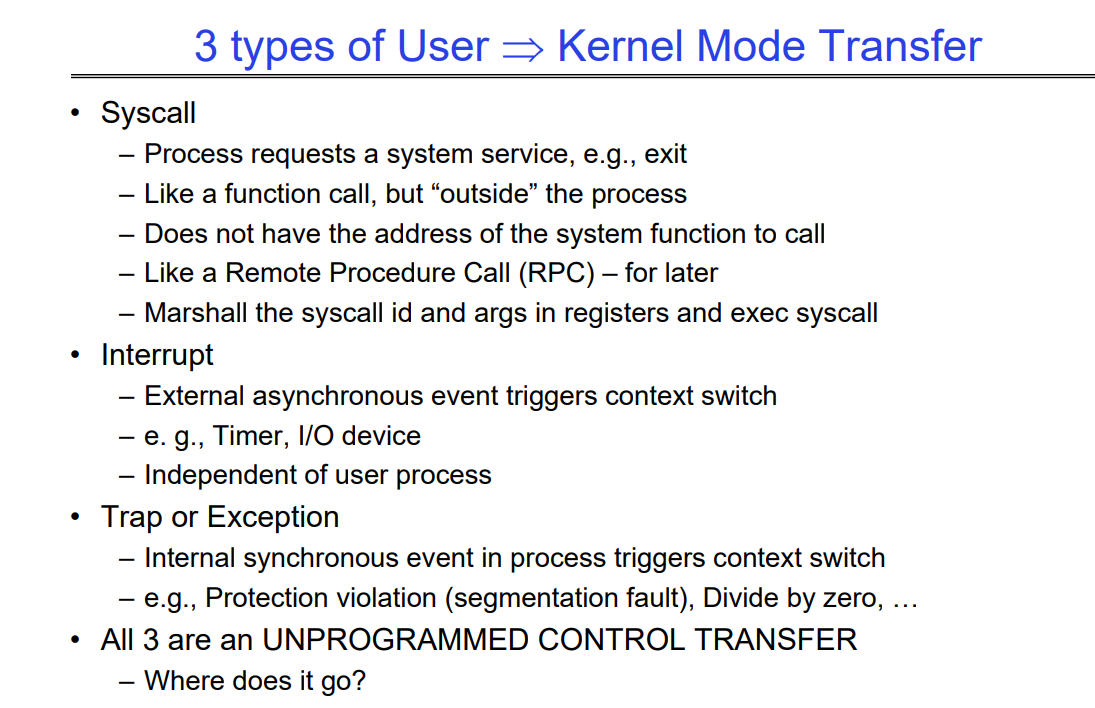 3 types of User ⇒ Kernel Mode Transfer
• Syscall
– Process requests a system service, e.g., exit
– Like a function call, but “outside” the process
– Does not have the address of the system function to call
– Like a Remote Procedure Call (RPC) – for later
– Marshall the syscall id and args in registers and exec syscall
• Interrupt
– External asynchronous event triggers context switch
– e. g., Timer, I/O device
– Independent of user process
• Trap or Exception
– Internal synchronous event in process triggers context switch
– e.g., Protection violation (segmentation fault), Divide by zero, …
• All 3 are an UNPROGRAMMED CONTROL TRANSFER
– Where does it go?